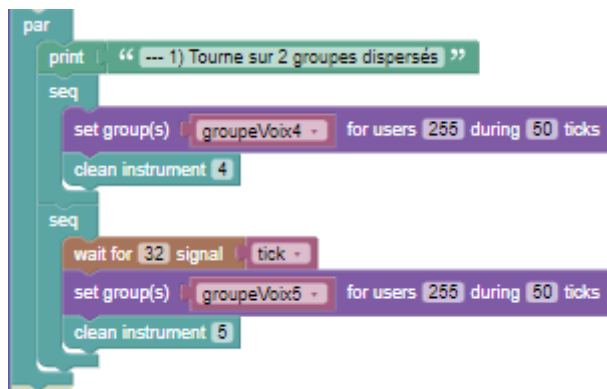 par
print “ --- 1) Tourne sur 2 groupes dispersés ”
seq
set group(s) groupeVoix4 for users 255 during 50 ticks
clean instrument 4
seq
wait for 32 signal tick
set group(s) groupeVoix5 for users 255 during 50 ticks
clean instrument 5